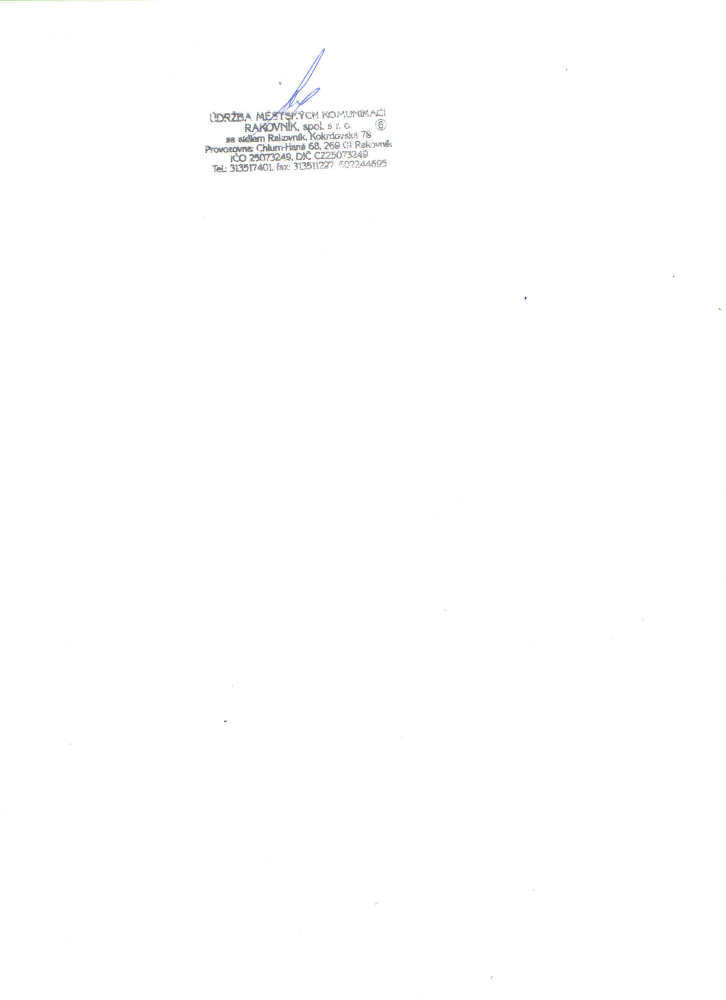 ÚDRŽBA MĚSTSKÝCH KOMUNIKACÍ
RAKOVNÍK, spol. s r. o. ⑥
se sídlem Rakovník, Kokrdovská 78
Provozovna: Chlum-Haná 68, 269 01 Rakovník
IČO 25073249, DIČ CZ25073249
Tel.: 313517401, fax: 313511227, 602244695